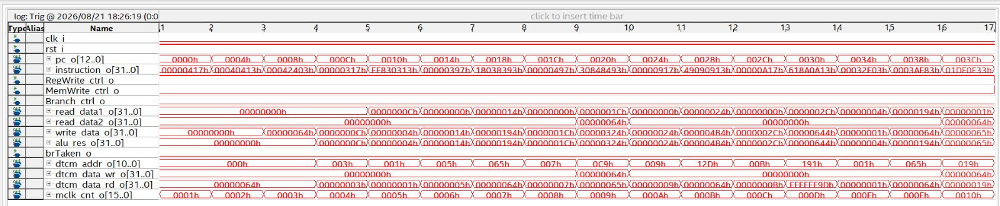 log: Trig @ 2026/08/21 18:26:19 (0:0 click to insert time bar
Type Alias Name 1 2 3 4 5 6 7 8 9 10 11 12 13 14 15 16 17
clk_i
rst_i
pc_o[12..0] 0000h 0004h 0008h 000Ch 0010h 0014h 0018h 001Ch 0020h 0024h 0028h 002Ch 0030h 0034h 0038h 003Ch
instruction_o[31..0] 00000417h 00040413h 00042403h 00000317h FF830313h 00000397h 18038393h 00000497h 30848493h 00000917h 49090913h 00000A17h 618A0A13h 00032E03h 0003AE83h 01DE0E33h
RegWrite_ctrl_o
MemWrite_ctrl_o
Branch_ctrl_o
read_data1_o[31..0] 00000000h 0000000Ch 00000000h 00000014h 00000000h 0000001Ch 00000000h 00000024h 00000000h 0000002Ch 00000004h 00000194h 00000001h
read_data2_o[31..0] 00000000h 00000064h 00000000h 00000064h
write_data_o[31..0] 00000000h 00000064h 0000000Ch 00000004h 00000014h 00000194h 0000001Ch 00000324h 00000024h 000004B4h 0000002Ch 00000644h 00000001h 00000064h 00000065h
alu_res_o[31..0] 00000000h 0000000Ch 00000004h 00000014h 00000194h 0000001Ch 00000324h 00000024h 000004B4h 0000002Ch 00000644h 00000004h 00000194h 00000065h
brTaken_o
dtcm_addr_o[10..0] 000h 003h 001h 005h 065h 007h 0C9h 009h 12Dh 00Bh 191h 001h 065h 019h
dtcm_data_wr_o[31..0] 00000000h 00000064h 00000000h 00000064h
dtcm_data_rd_o[31..0] 00000064h 00000003h 00000001h 00000005h 00000064h 00000007h 00000065h 00000009h 00000064h 0000000Bh FFFFFF9Dh 00000001h 00000064h 00000019h
mclk_cnt_o[15..0] 0001h 0002h 0003h 0004h 0005h 0006h 0007h 0008h 0009h 000Ah 000Bh 000Ch 000Dh 000Eh 000Fh 0010h